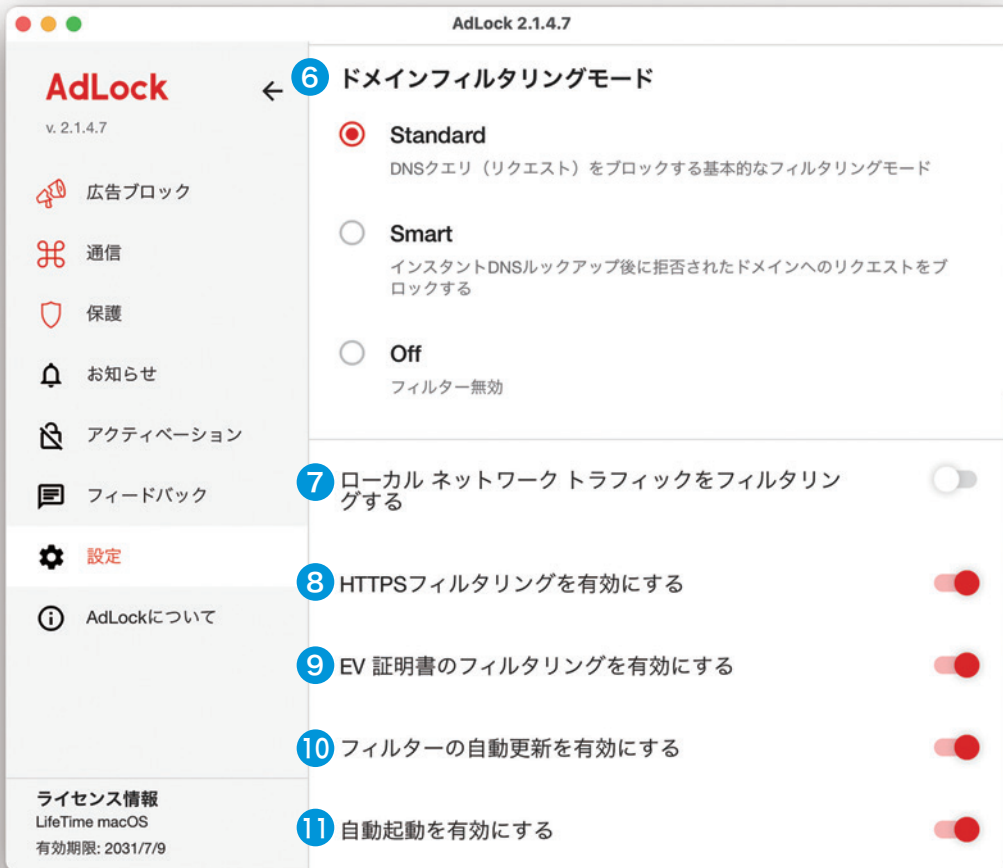 AdLock 2.1.4.7
AdLock
v. 2.1.4.7
広告ブロック
通信
保護
お知らせ
アクティベーション
フィードバック
設定
AdLockについて
ライセンス情報
LifeTime macOS
有効期限: 2031/7/9
6 ドメインフィルタリングモード
Standard
DNSクエリ（リクエスト）をブロックする基本的なフィルタリングモード
Smart
インスタントDNSルックアップ後に拒否されたドメインへのリクエストをブ
ロックする
Off
フィルター無効
7 ローカル ネットワーク トラフィックをフィルタリン
グする
8 HTTPSフィルタリングを有効にする
9 EV 証明書のフィルタリングを有効にする
10 フィルターの自動更新を有効にする
11 自動起動を有効にする